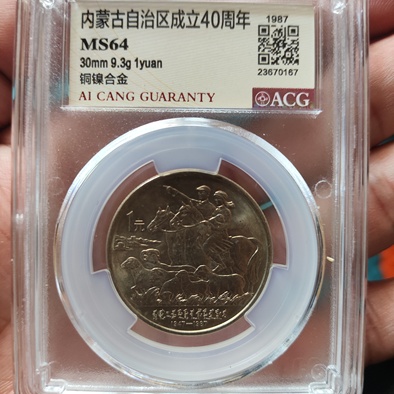 内蒙古自治区成立40周年
1987
MS64
30mm 9.3g 1yuan
23670167
铜镍合金
AI CANG GUARANTY
ACG
1元
1947—1987